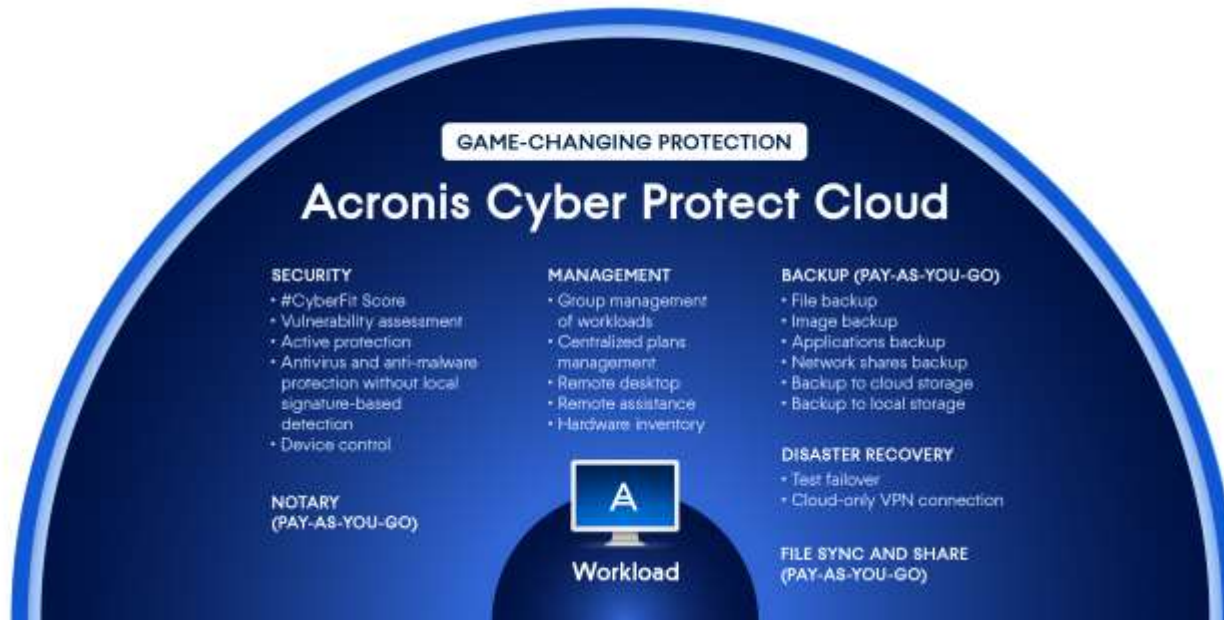 GAME-CHANGING PROTECTION
Acronis Cyber Protect Cloud
SECURITY
• #CyberFit Score
• Vulnerability assessment
• Active protection
• Antivirus and anti-malware
protection without local
signature-based
detection
• Device control
NOTARY
(PAY-AS-YOU-GO)
MANAGEMENT
• Group management
of workloads
• Centralized plans
management
• Remote desktop
• Remote assistance
• Hardware inventory
A
Workload
BACKUP (PAY-AS-YOU-GO)
• File backup
• Image backup
• Applications backup
• Network shares backup
• Backup to cloud storage
• Backup to local storage
DISASTER RECOVERY
• Test failover
• Cloud-only VPN connection
FILE SYNC AND SHARE
(PAY-AS-YOU-GO)